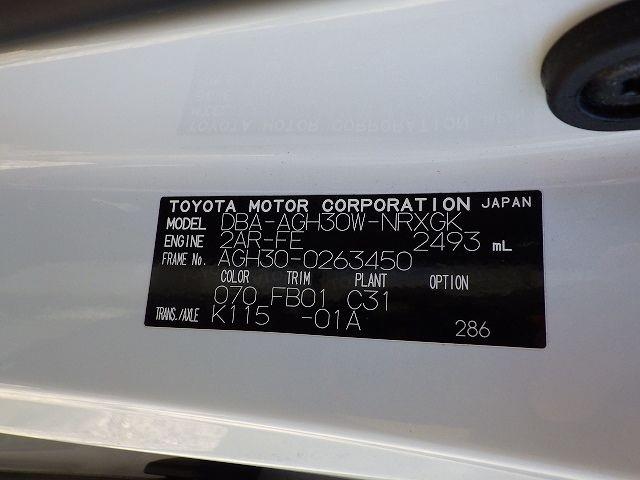 TOYOTA MOTOR CORPORATION JAPAN
MODEL DBA-AGH30W-NRXGK
ENGINE 2AR-FE 2493 mL
FRAME No. AGH30-0263450
COLOR TRIM PLANT OPTION
070 FB01 C31
TRANS./AXLE K115 -01A
286